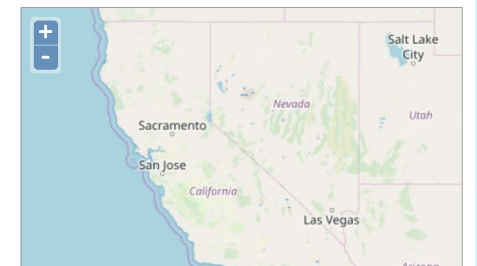 +
-
Salt Lake
City
Nevada
Utah
Sacramento
San Jose
California
Las Vegas